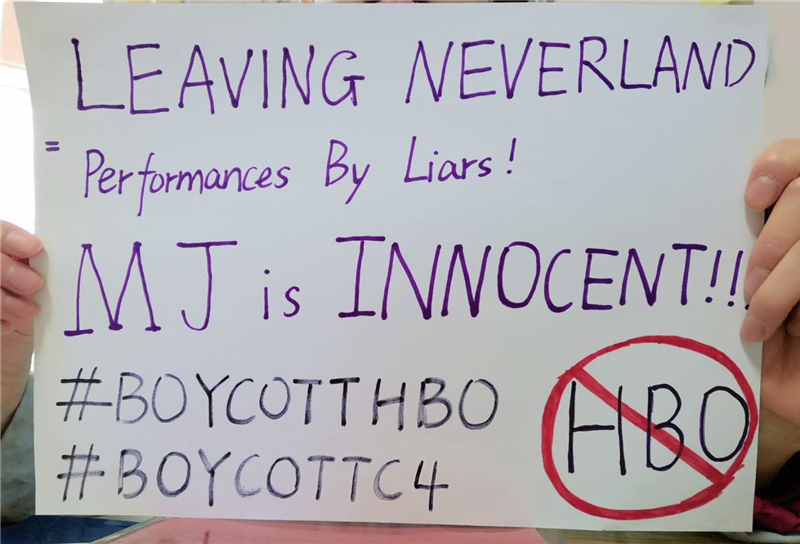 LEAVING NEVERLAND
= Performances By Liars!
MJ is INNOCENT!!!
#BOYCOTTHBO
#BOYCOTTC4
HBO